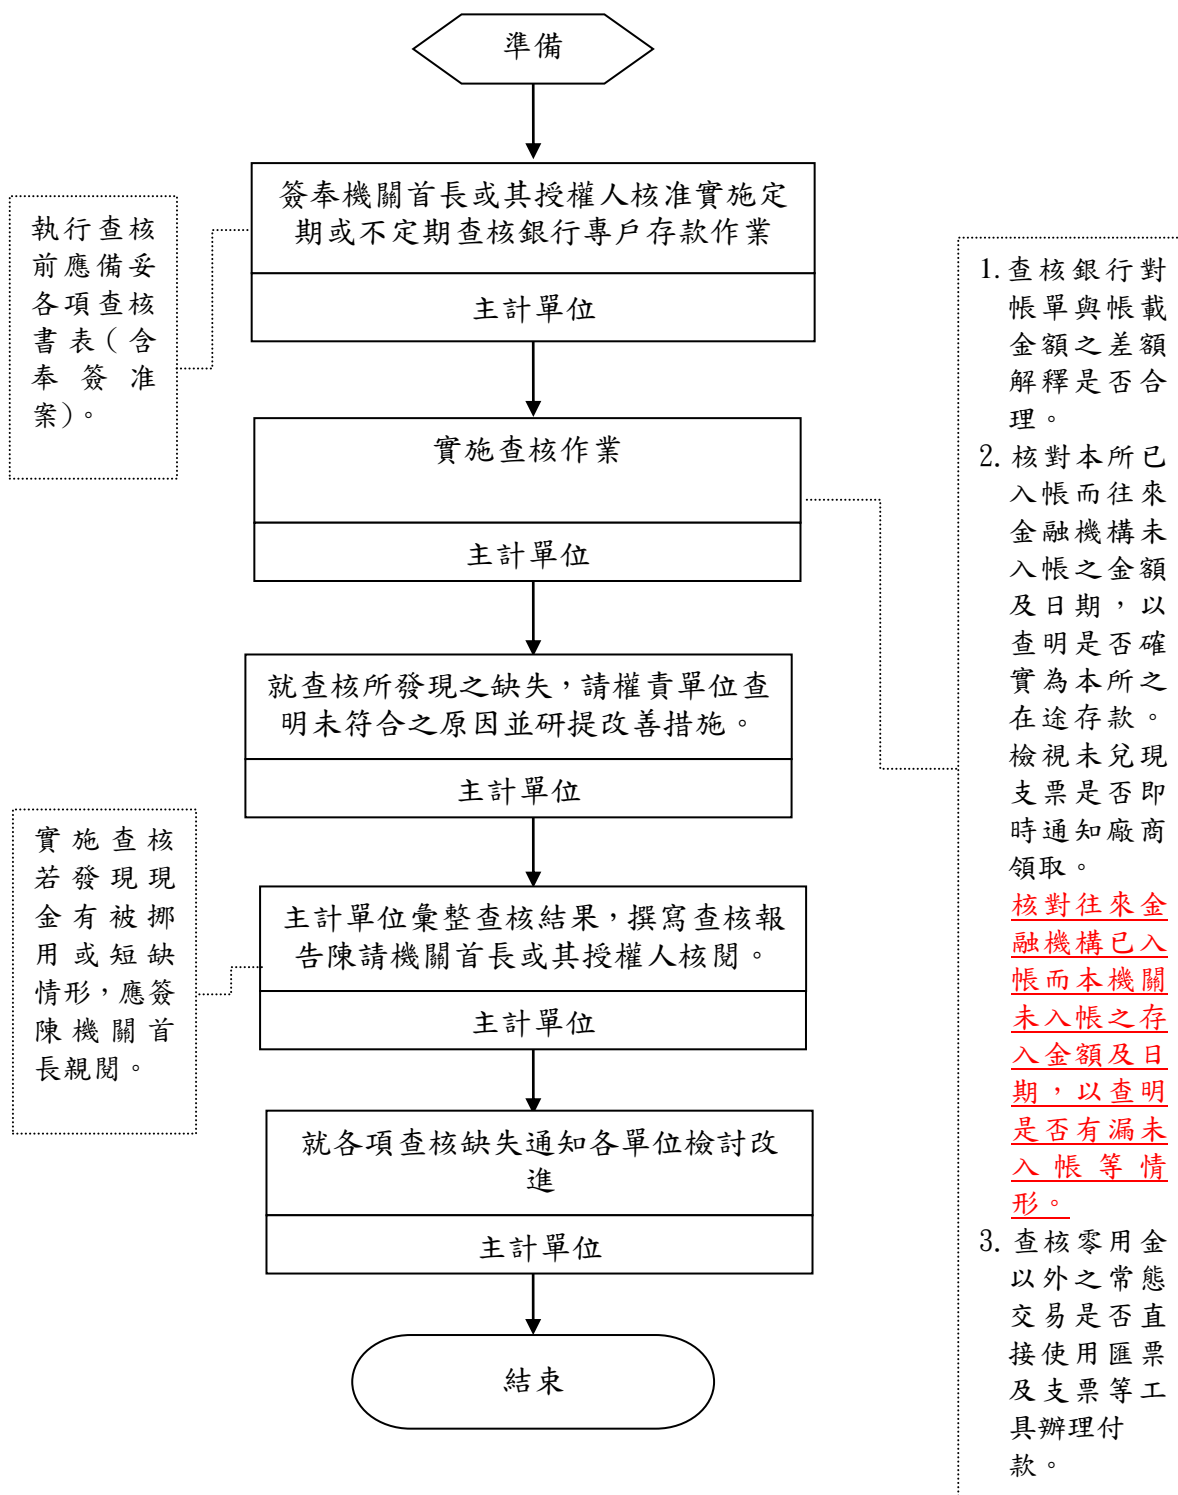 準備
簽奉機關首長或其授權人核准實施定
期或不定期查核銀行專戶存款作業
主計單位
執行查核
前應備妥
各項查核
書表(含
奉簽准
案)。
實施查核作業
主計單位
1.查核銀行對
帳單與帳載
金額之差額
解釋是否合
理。
2.核對本所已
入帳而往來
金融機構未
入帳之金額
及日期，以
查明是否確
實為本所之
在途存款。
檢視未兌現
支票是否即
時通知廠商
領取。
核對往來金
融機構已入
帳而本機關
未入帳之存
入金額及日
期，以查明
是否有漏未
入帳等情
形。
3.查核零用金
以外之常態
交易是否直
接使用匯票
及支票等工
具辦理付
款。
就查核所發現之缺失，請權責單位查
明未符合之原因並研提改善措施。
主計單位
實施查核
若發現現
金有被挪
用或短缺
情形，應簽
陳機關首
長親閱。
主計單位彙整查核結果，撰寫查核報
告陳請機關首長或其授權人核閱。
主計單位
就各項查核缺失通知各單位檢討改
進
主計單位
結束